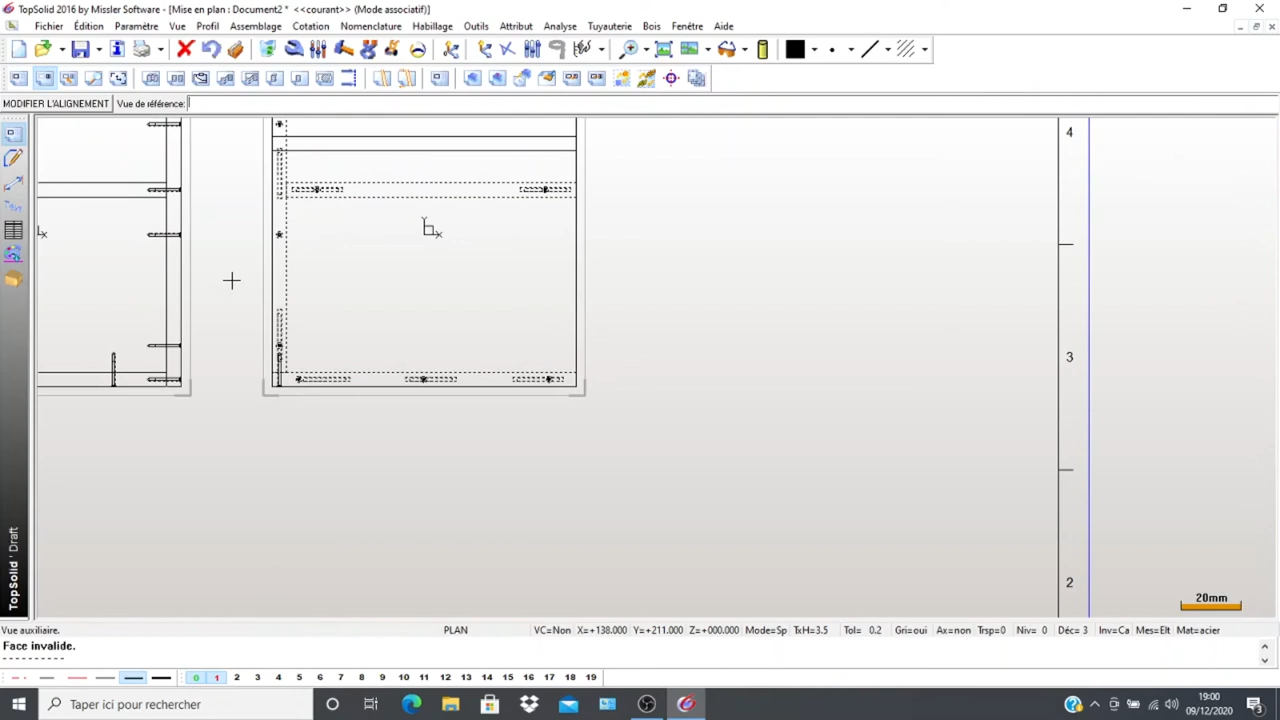 TopSolid 2016 by Missler Software - [Mise en plan : Document2 * <<courant>> (Mode associatif)]
Fichier Édition Paramètre Vue Profil Assemblage Cotation Nomenclature Habillage Outils Attribut Analyse Tuyauterie Bois Fenêtre Aide
MODIFIER L'ALIGNEMENT Vue de référence:
4
3
2
TopSolid ' Draft
20mm
Vue auxiliaire. PLAN VC=Non X=+138.000 Y=+211.000 Z=+000.000 Mode=Sp TxH=3.5 Tol= 0.2 Gri=oui Ax=non Trsp=0 Niv= 0 Déc= 3 Inv=Ca Mes=Elt Mat=acier
Face invalide.
----------
0 1 2 3 4 5 6 7 8 9 10 11 12 13 14 15 16 17 18 19
Taper ici pour rechercher
19:00
09/12/2020
3